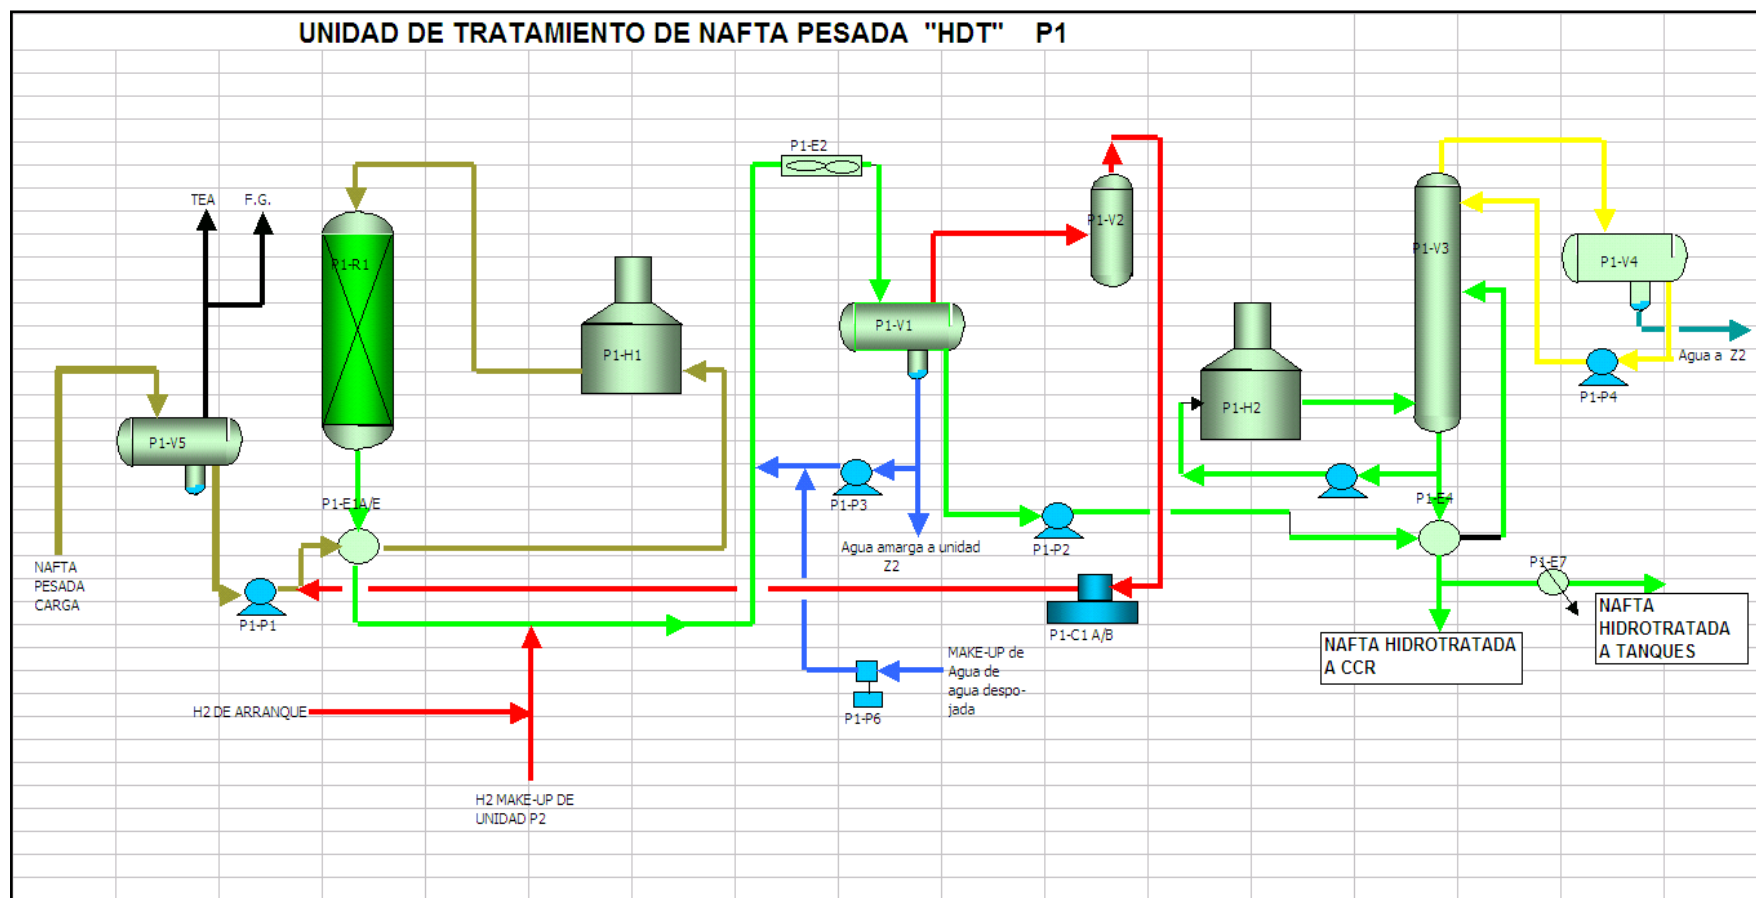 UNIDAD DE TRATAMIENTO DE NAFTA PESADA "HDT" P1
P1-E2
TEA
F.G.
P1-V2
P1-R1
P1-V3
P1-V4
P1-V1
P1-H1
Agua a Z2
P1-P4
P1-H2
P1-V5
P1-E1A/E
P1-P3
P1-E4
Agua amarga a unidad
Z2
P1-P2
P1-E7
NAFTA
PESADA
CARGA
P1-P1
P1-C1 A/B
NAFTA
HIDROTRATADA
A TANQUES
NAFTA HIDROTRATADA
A CCR
MAKE-UP de
Agua de
agua despo-
jada
P1-P6
H2 DE ARRANQUE
H2 MAKE-UP DE
UNIDAD P2